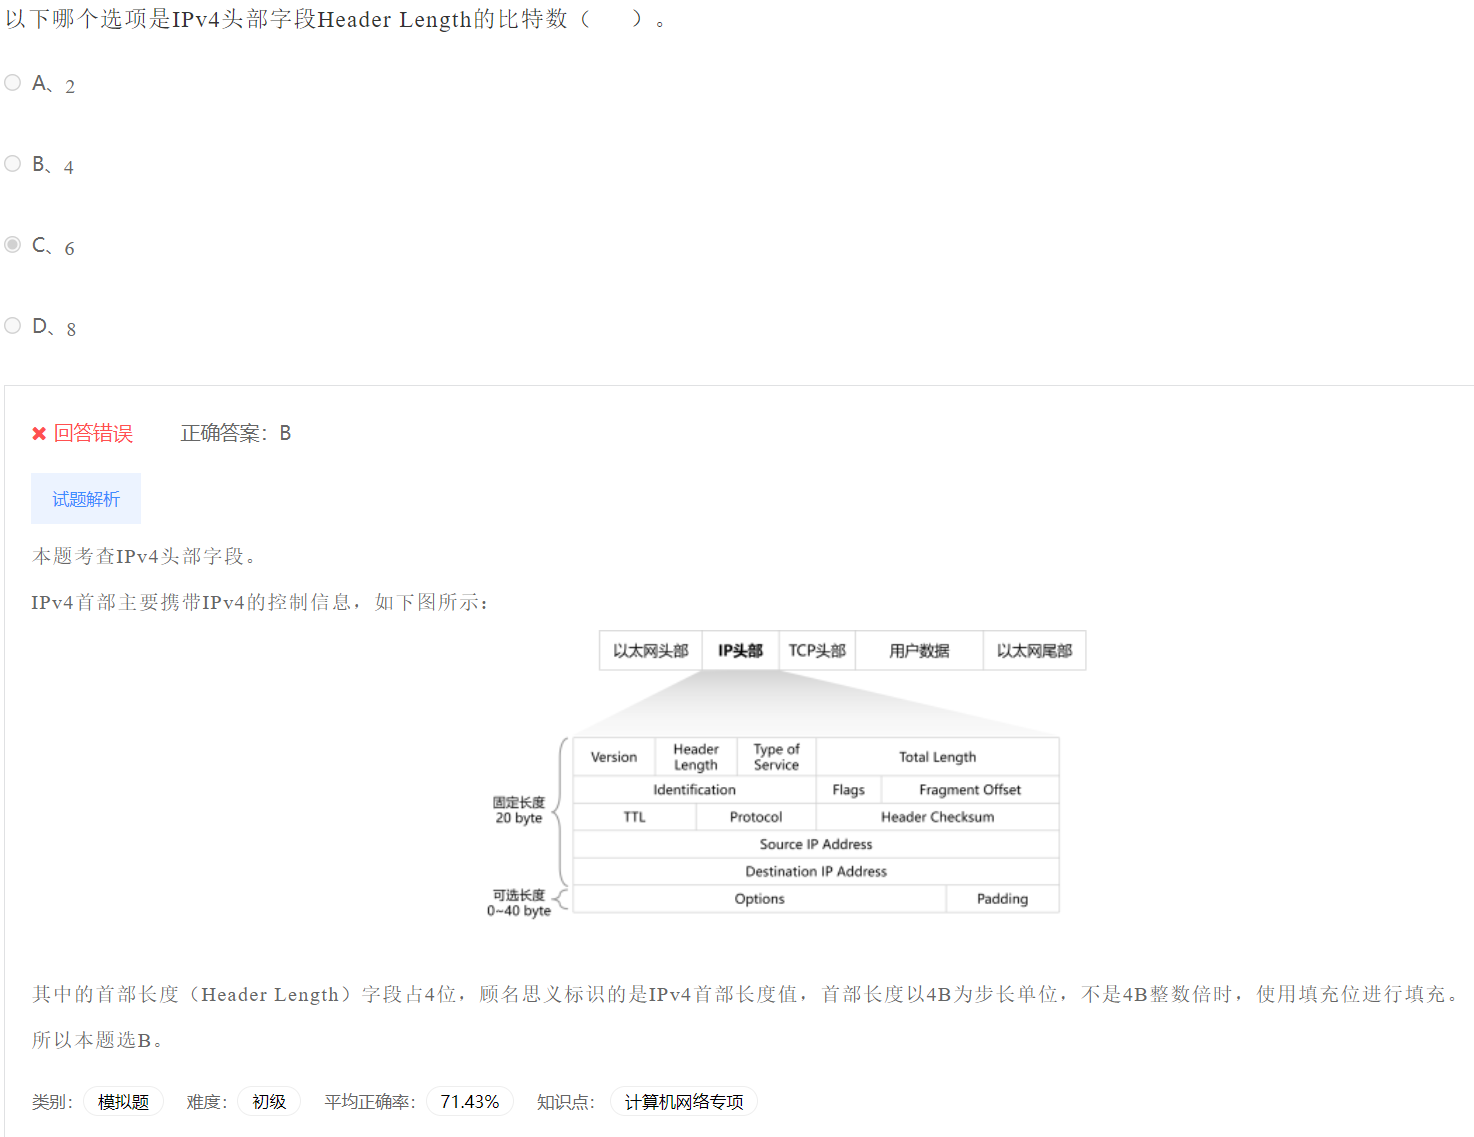 以下哪个选项是IPv4头部字段Header Length的比特数（　　）。
A、2
B、4
C、6
D、8
回答错误 正确答案：B
试题解析
本题考查IPv4头部字段。
IPv4首部主要携带IPv4的控制信息，如下图所示：
以太网头部 IP头部 TCP头部 用户数据 以太网尾部
Version Header Length Type of Service Total Length
Identification Flags Fragment Offset
固定长度
20 byte
TTL Protocol Header Checksum
Source IP Address
Destination IP Address
可选长度
0~40 byte
Options Padding
其中的首部长度（Header Length）字段占4位，顾名思义标识的是IPv4首部长度值，首部长度以4B为步长单位，不是4B整数倍时，使用填充位进行填充。
所以本题选B。
类别： 模拟题 难度： 初级 平均正确率： 71.43% 知识点： 计算机网络专项